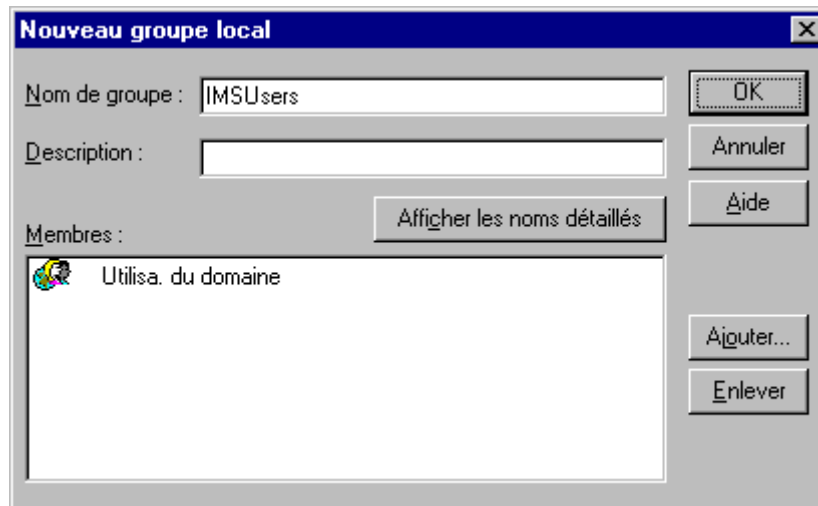 Nouveau groupe local
Nom de groupe : IMSUsers
OK
Description :
Annuler
Afficher les noms détaillés
Aide
Membres :
Utilisa. du domaine
Ajouter...
Enlever